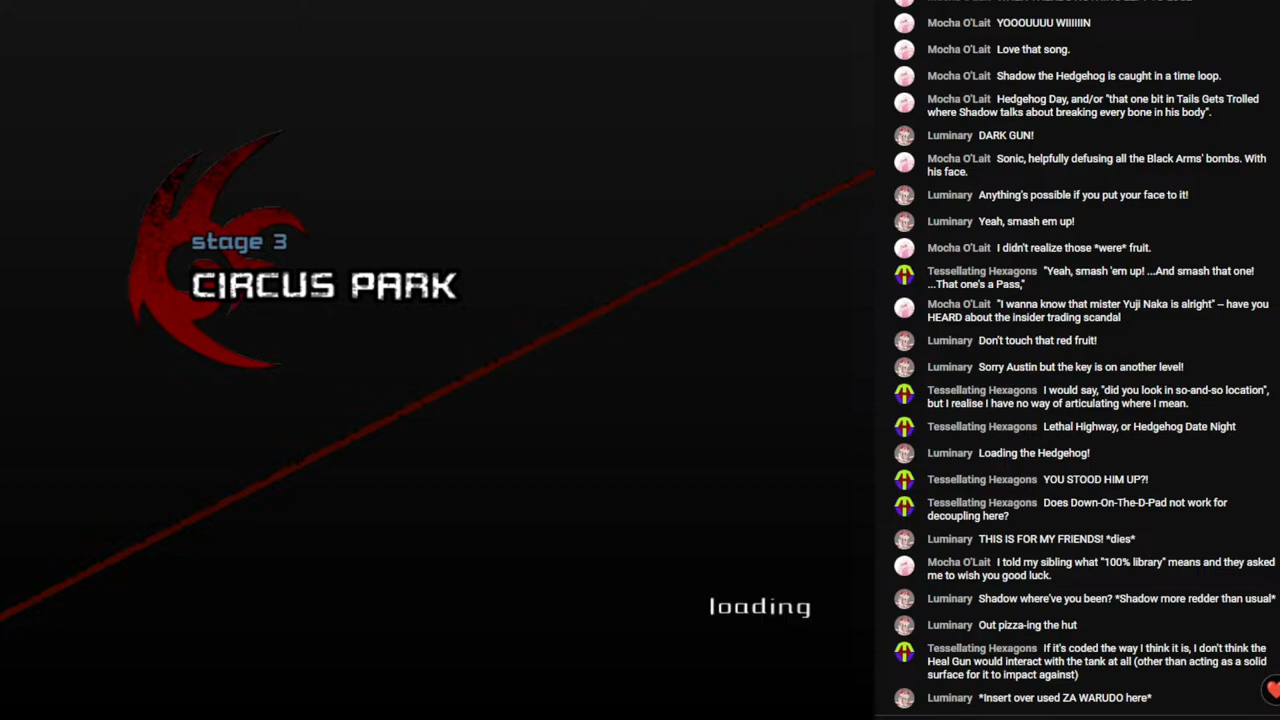 stage 3
CIRCUS PARK
loading
Mocha O'Lait
Mocha O'Lait YOOOUUUU WIIIIIN
Mocha O'Lait Love that song.
Mocha O'Lait Shadow the Hedgehog is caught in a time loop.
Mocha O'Lait Hedgehog Day, and/or "that one bit in Tails Gets Trolled
where Shadow talks about breaking every bone in his body".
Luminary DARK GUN!
Mocha O'Lait Sonic, helpfully defusing all the Black Arms' bombs. With
his face.
Luminary Anything's possible if you put your face to it!
Luminary Yeah, smash em up!
Mocha O'Lait I didn't realize those *were* fruit.
Tessellating Hexagons "Yeah, smash 'em up! ...And smash that one!
...That one's a Pass,"
Mocha O'Lait "I wanna know that mister Yuji Naka is alright" -- have you
HEARD about the insider trading scandal
Luminary Don't touch that red fruit!
Luminary Sorry Austin but the key is on another level!
Tessellating Hexagons I would say, "did you look in so-and-so location",
but I realise I have no way of articulating where I mean.
Tessellating Hexagons Lethal Highway, or Hedgehog Date Night
Luminary Loading the Hedgehog!
Tessellating Hexagons YOU STOOD HIM UP?!
Tessellating Hexagons Does Down-On-The-D-Pad not work for
decoupling here?
Luminary THIS IS FOR MY FRIENDS! *dies*
Mocha O'Lait I told my sibling what "100% library" means and they asked
me to wish you good luck.
Luminary Shadow where've you been? *Shadow more redder than usual*
Luminary Out pizza-ing the hut
Tessellating Hexagons If it's coded the way I think it is, I don't think the
Heal Gun would interact with the tank at all (other than acting as a solid
surface for it to impact against)
Luminary *Insert over used ZA WARUDO here*